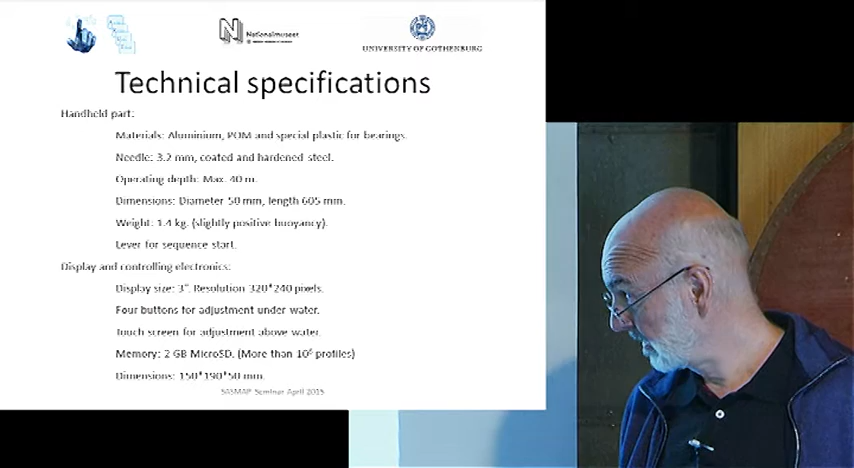 Nationalmuseet
UNIVERSITY OF GOTHENBURG
Technical specifications
Handheld part:
Materials: Aluminium, POM and special plastic for bearings.
Needle: 3.2 mm, coated and hardened steel.
Operating depth: Max. 40 m.
Dimensions: Diameter 50 mm, length 605 mm.
Weight: 1.4 kg. (slightly positive buoyancy).
Lever for sequence start.
Display and controlling electronics:
Display size: 3". Resolution 320*240 pixels.
Four buttons for adjustment under water.
Touch screen for adjustment above water.
Memory: 2 GB MicroSD. (More than 10⁶ profiles)
Dimensions: 150*190*50 mm.
SASMAP Seminar April 2015